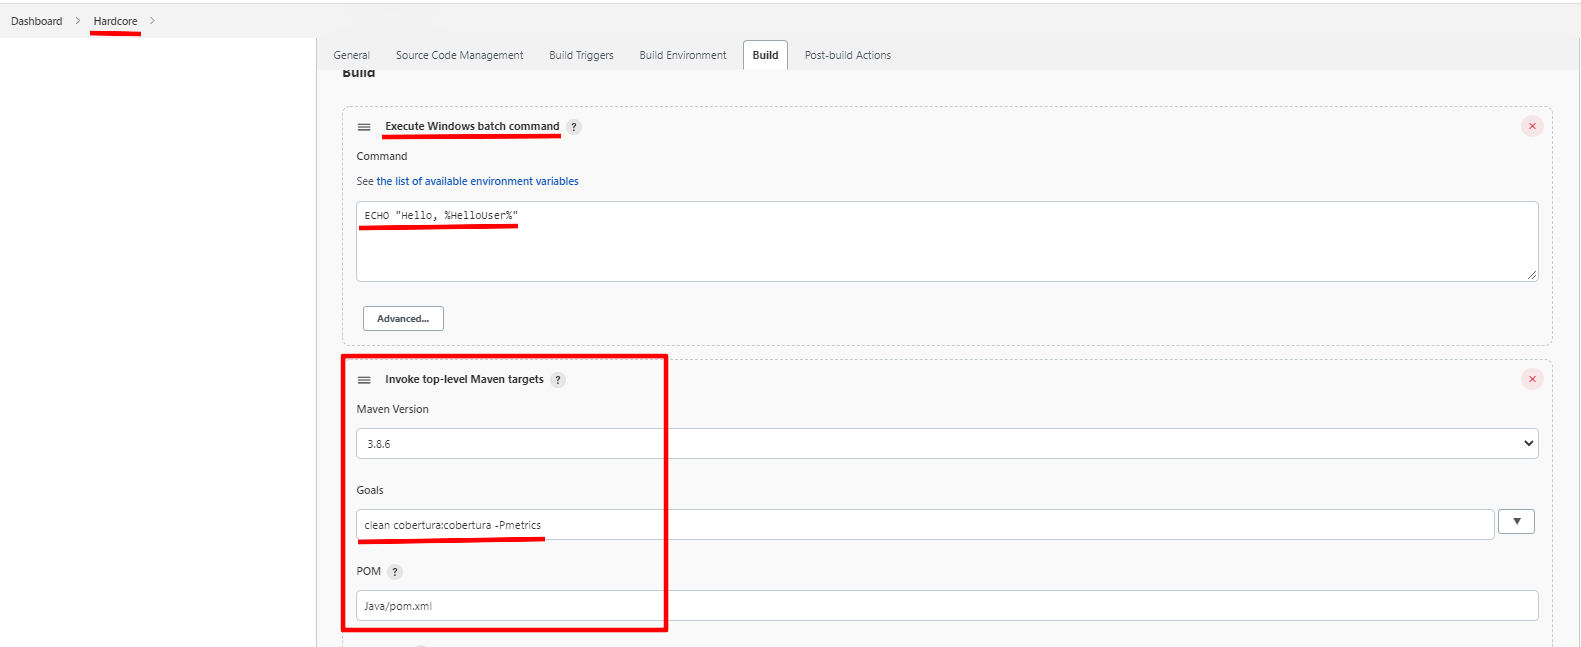 Dashboard > Hardcore >
General Source Code Management Build Triggers Build Environment Build Post-build Actions
Build
Execute Windows batch command ?
Command
See the list of available environment variables
ECHO "Hello, %HelloUser%"
Advanced...
Invoke top-level Maven targets ?
Maven Version
3.8.6
Goals
clean cobertura:cobertura -Pmetrics
POM ?
Java/pom.xml